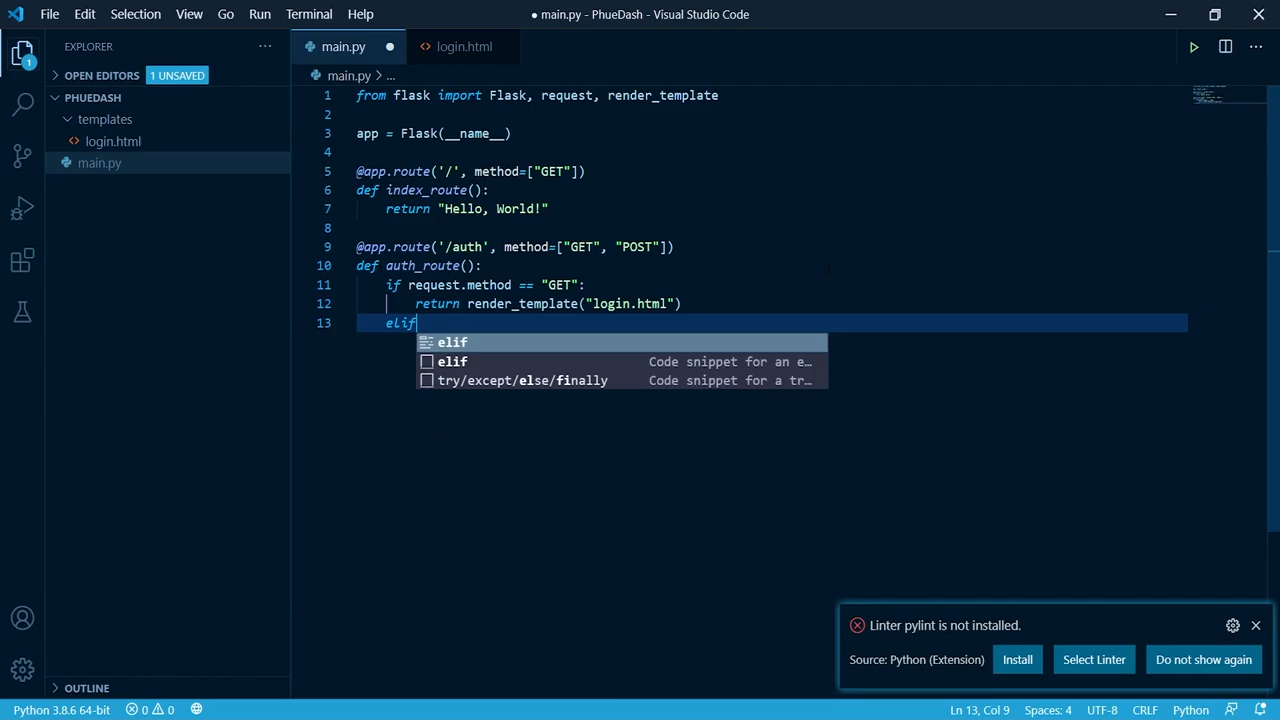 File Edit Selection View Go Run Terminal Help
● main.py - PhueDash - Visual Studio Code
EXPLORER ···
main.py ●
login.html
OPEN EDITORS 1 UNSAVED
PHUEDASH
templates
login.html
main.py
OUTLINE
main.py > ...
1 from flask import Flask, request, render_template
2
3 app = Flask(__name__)
4
5 @app.route('/', method=["GET"])
6 def index_route():
7 return "Hello, World!"
8
9 @app.route('/auth', method=["GET", "POST"])
10 def auth_route():
11 if request.method == "GET":
12 return render_template("login.html")
13 elif
elif
elif Code snippet for an e…
try/except/else/finally Code snippet for a tr…
Linter pylint is not installed.
Source: Python (Extension) Install Select Linter Do not show again
1
Python 3.8.6 64-bit 0 0 Ln 13, Col 9 Spaces: 4 UTF-8 CRLF Python